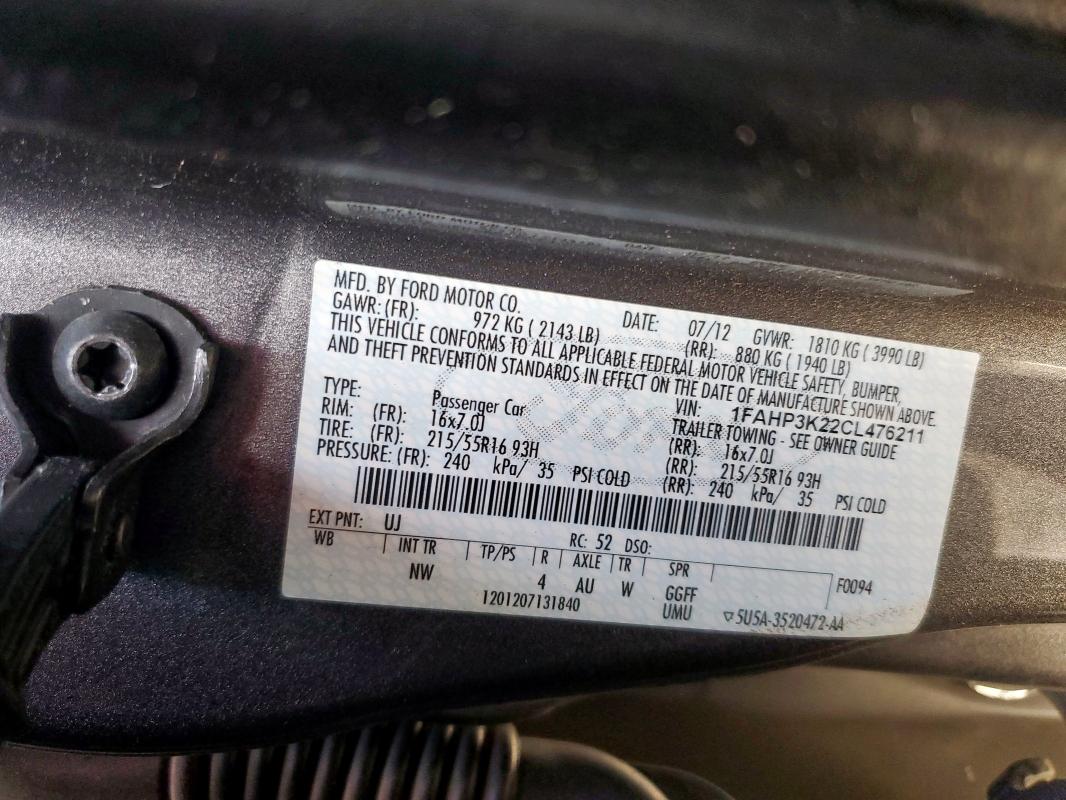 MFD. BY FORD MOTOR CO.
DATE: 07/12 GVWR: 1810 KG ( 3990 LB)
GAWR: (FR): 972 KG ( 2143 LB) (RR): 880 KG ( 1940 LB)
THIS VEHICLE CONFORMS TO ALL APPLICABLE FEDERAL MOTOR VEHICLE SAFETY, BUMPER,
AND THEFT PREVENTION STANDARDS IN EFFECT ON THE DATE OF MANUFACTURE SHOWN ABOVE.
VIN: 1FAHP3K22CL476211
TYPE: Passenger Car TRAILER TOWING - SEE OWNER GUIDE
RIM: (FR): 16x7.0J (RR): 16x7.0J
TIRE: (FR): 215/55R16 93H (RR): 215/55R16 93H
PRESSURE: (FR): 240 kPa/ 35 PSI COLD (RR): 240 kPa/ 35 PSI COLD
EXT PNT: UJ RC: 52 DSO:
WB INT TR TP/PS R AXLE TR SPR F0094
NW 4 AU W GGFF
1201207131840 UMU ▽5U5A-3520472-AA